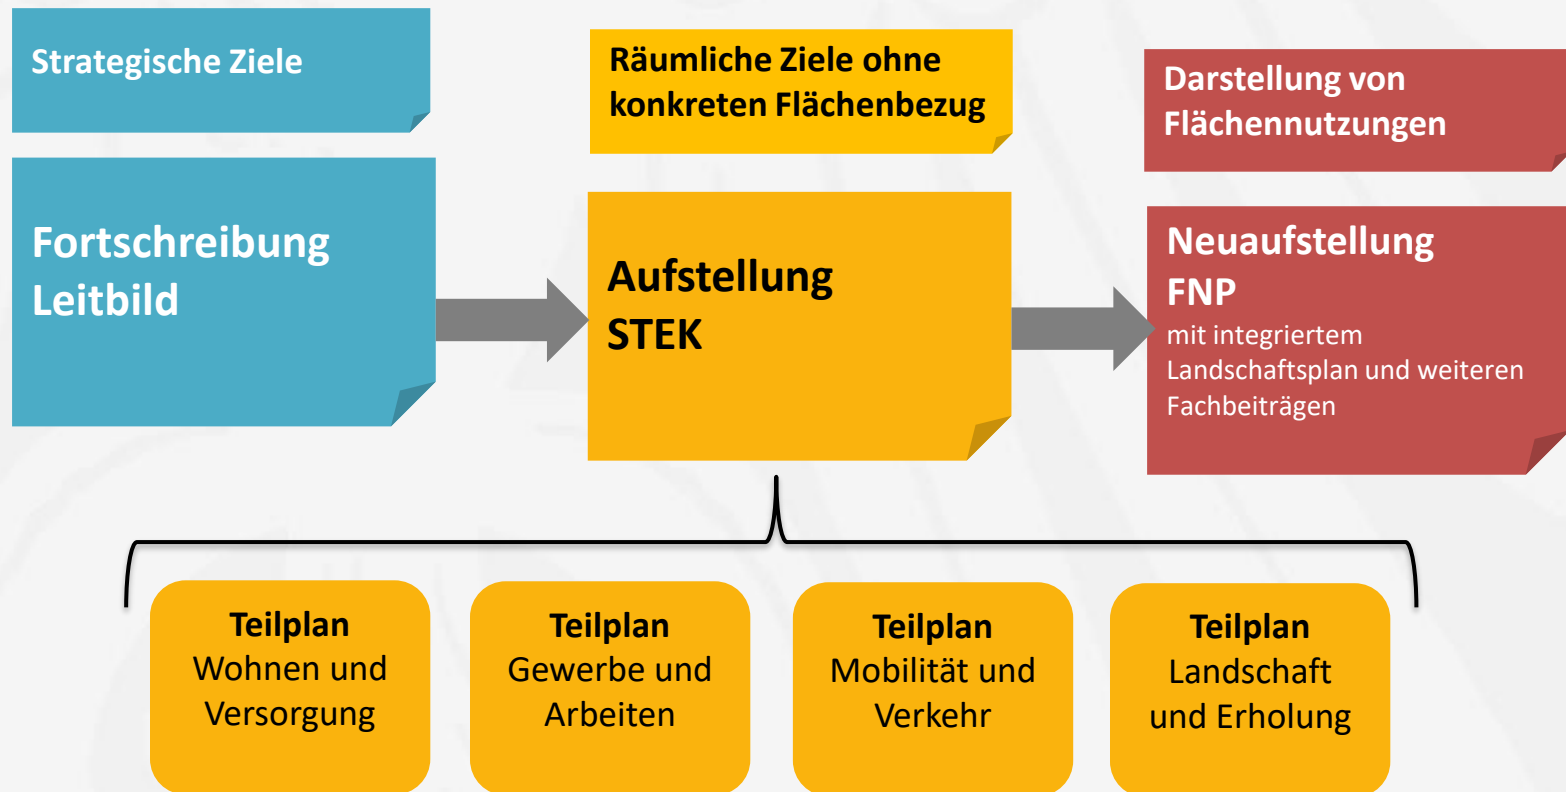 Strategische Ziele
Räumliche Ziele ohne
konkreten Flächenbezug
Darstellung von
Flächennutzungen
Fortschreibung
Leitbild
Aufstellung
STEK
Neuaufstellung
FNP
mit integriertem
Landschaftsplan und weiteren
Fachbeiträgen
Teilplan
Wohnen und
Versorgung
Teilplan
Gewerbe und
Arbeiten
Teilplan
Mobilität und
Verkehr
Teilplan
Landschaft
und Erholung